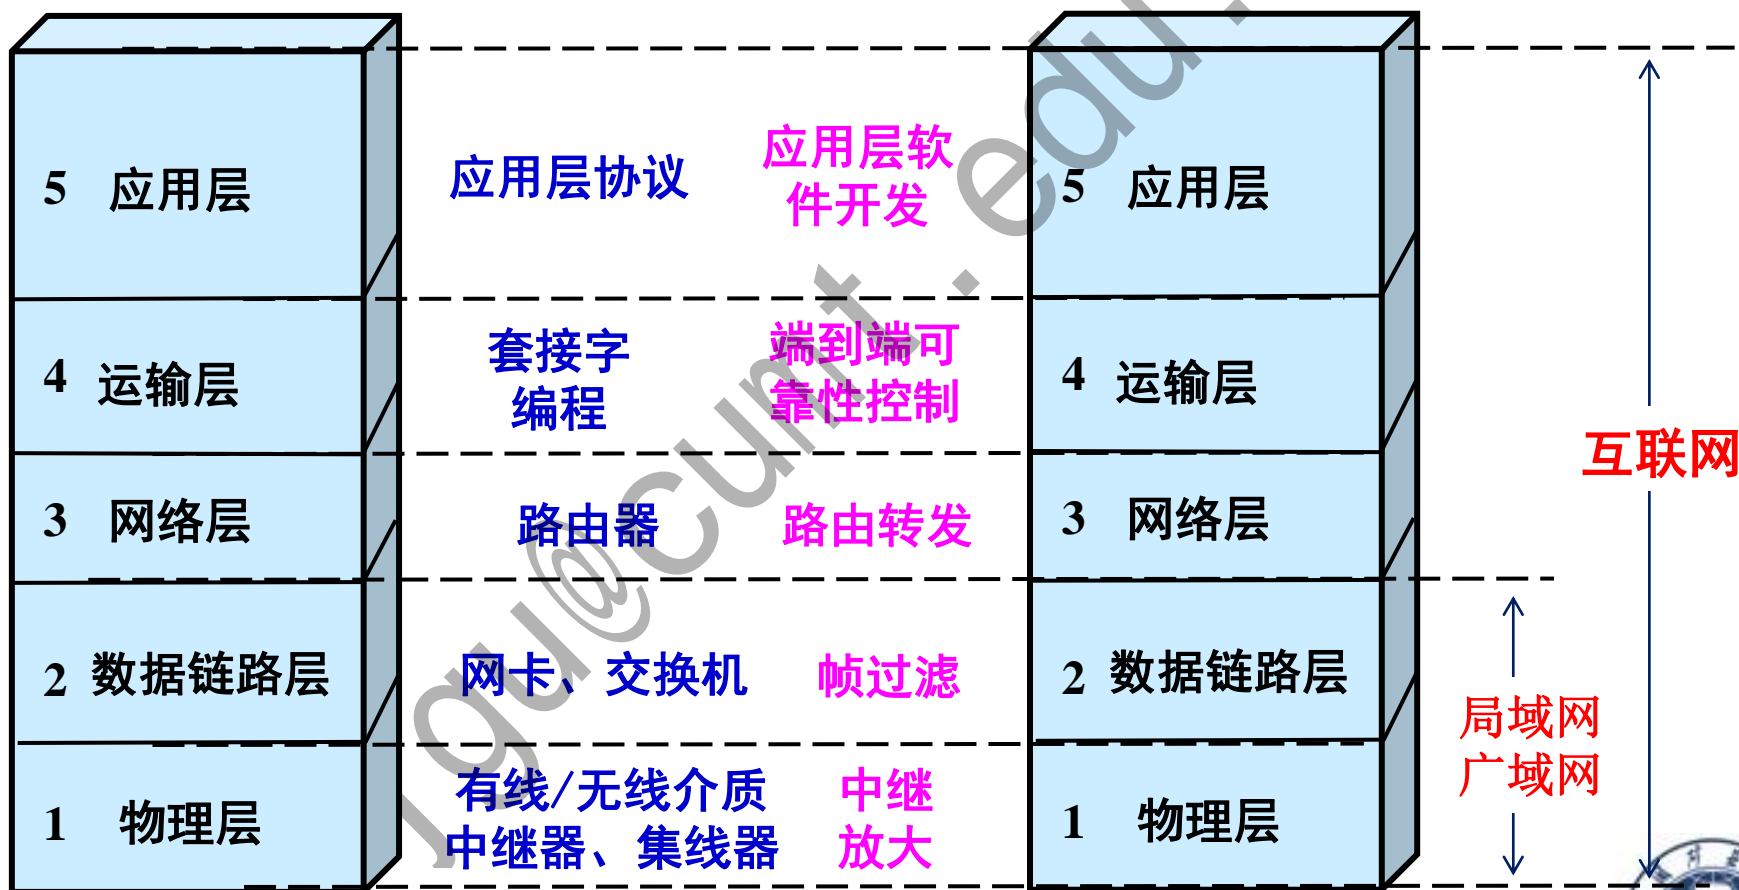 5 应用层
应用层协议
应用层软
件开发
5 应用层
4 运输层
套接字
编程
端到端可
靠性控制
4 运输层
互联网
3 网络层
路由器
路由转发
3 网络层
2 数据链路层
网卡、交换机
帧过滤
2 数据链路层
局域网
广域网
1 物理层
有线/无线介质
中继器、集线器
中继
放大
1 物理层
jgu@cumt.edu.